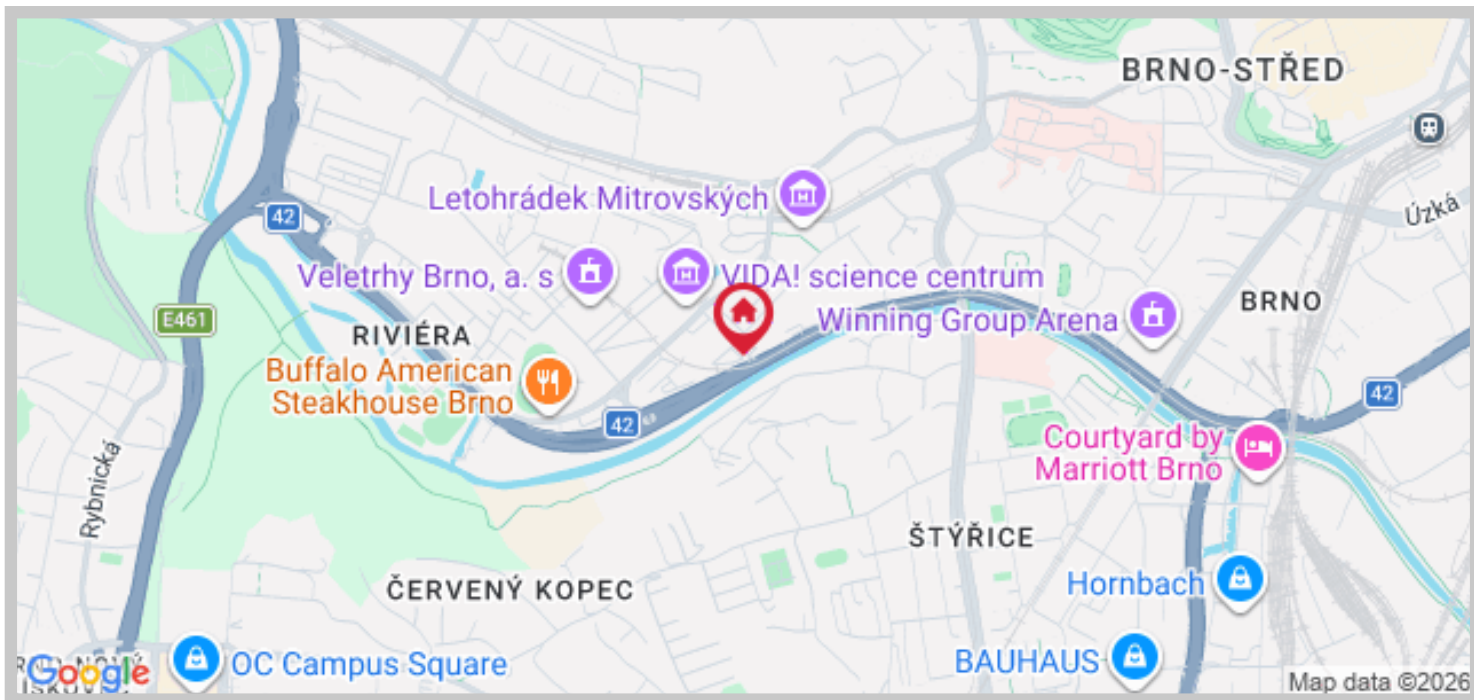 BRNO-STŘED
Letohrádek Mitrovských
Úzká
42
Veletrhy Brno, a. s
VIDA! science centrum
BRNO
E461
RIVIÉRA
Winning Group Arena
Buffalo American
Steakhouse Brno
42
42
Courtyard by
Marriott Brno
Rybnická
ŠTÝŘICE
ČERVENÝ KOPEC
Hornbach
OC Campus Square
BAUHAUS
Google
Map data ©2026